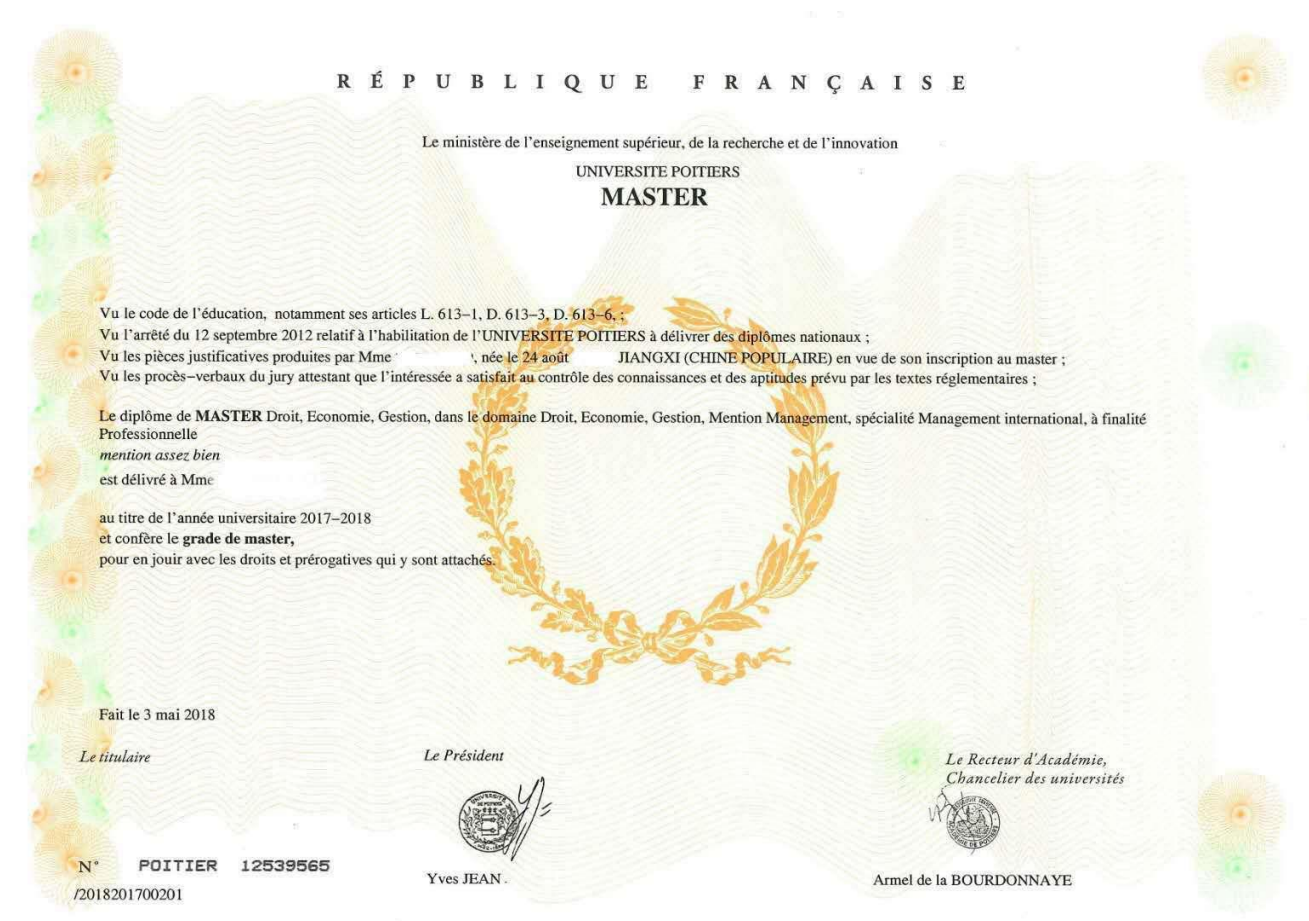 RÉPUBLIQUE FRANÇAISE
Le ministère de l'enseignement supérieur, de la recherche et de l'innovation
UNIVERSITE POITIERS
MASTER
Vu le code de l'éducation, notamment ses articles L. 613–1, D. 613–3, D. 613–6, ;
Vu l'arrêté du 12 septembre 2012 relatif à l'habilitation de l'UNIVERSITE POITIERS à délivrer des diplômes nationaux ;
Vu les pièces justificatives produites par Mme , née le 24 août JIANGXI (CHINE POPULAIRE) en vue de son inscription au master ;
Vu les procès–verbaux du jury attestant que l'intéressée a satisfait au contrôle des connaissances et des aptitudes prévu par les textes réglementaires ;
Le diplôme de MASTER Droit, Economie, Gestion, dans le domaine Droit, Economie, Gestion, Mention Management, spécialité Management international, à finalité
Professionnelle
mention assez bien
est délivré à Mme
au titre de l'année universitaire 2017–2018
et confère le grade de master,
pour en jouir avec les droits et prérogatives qui y sont attachés.
Fait le 3 mai 2018
Le titulaire
Le Président
Le Recteur d'Académie,
Chancelier des universités
Yves JEAN
Armel de la BOURDONNAYE
N° POITIER 12539565
/2018201700201